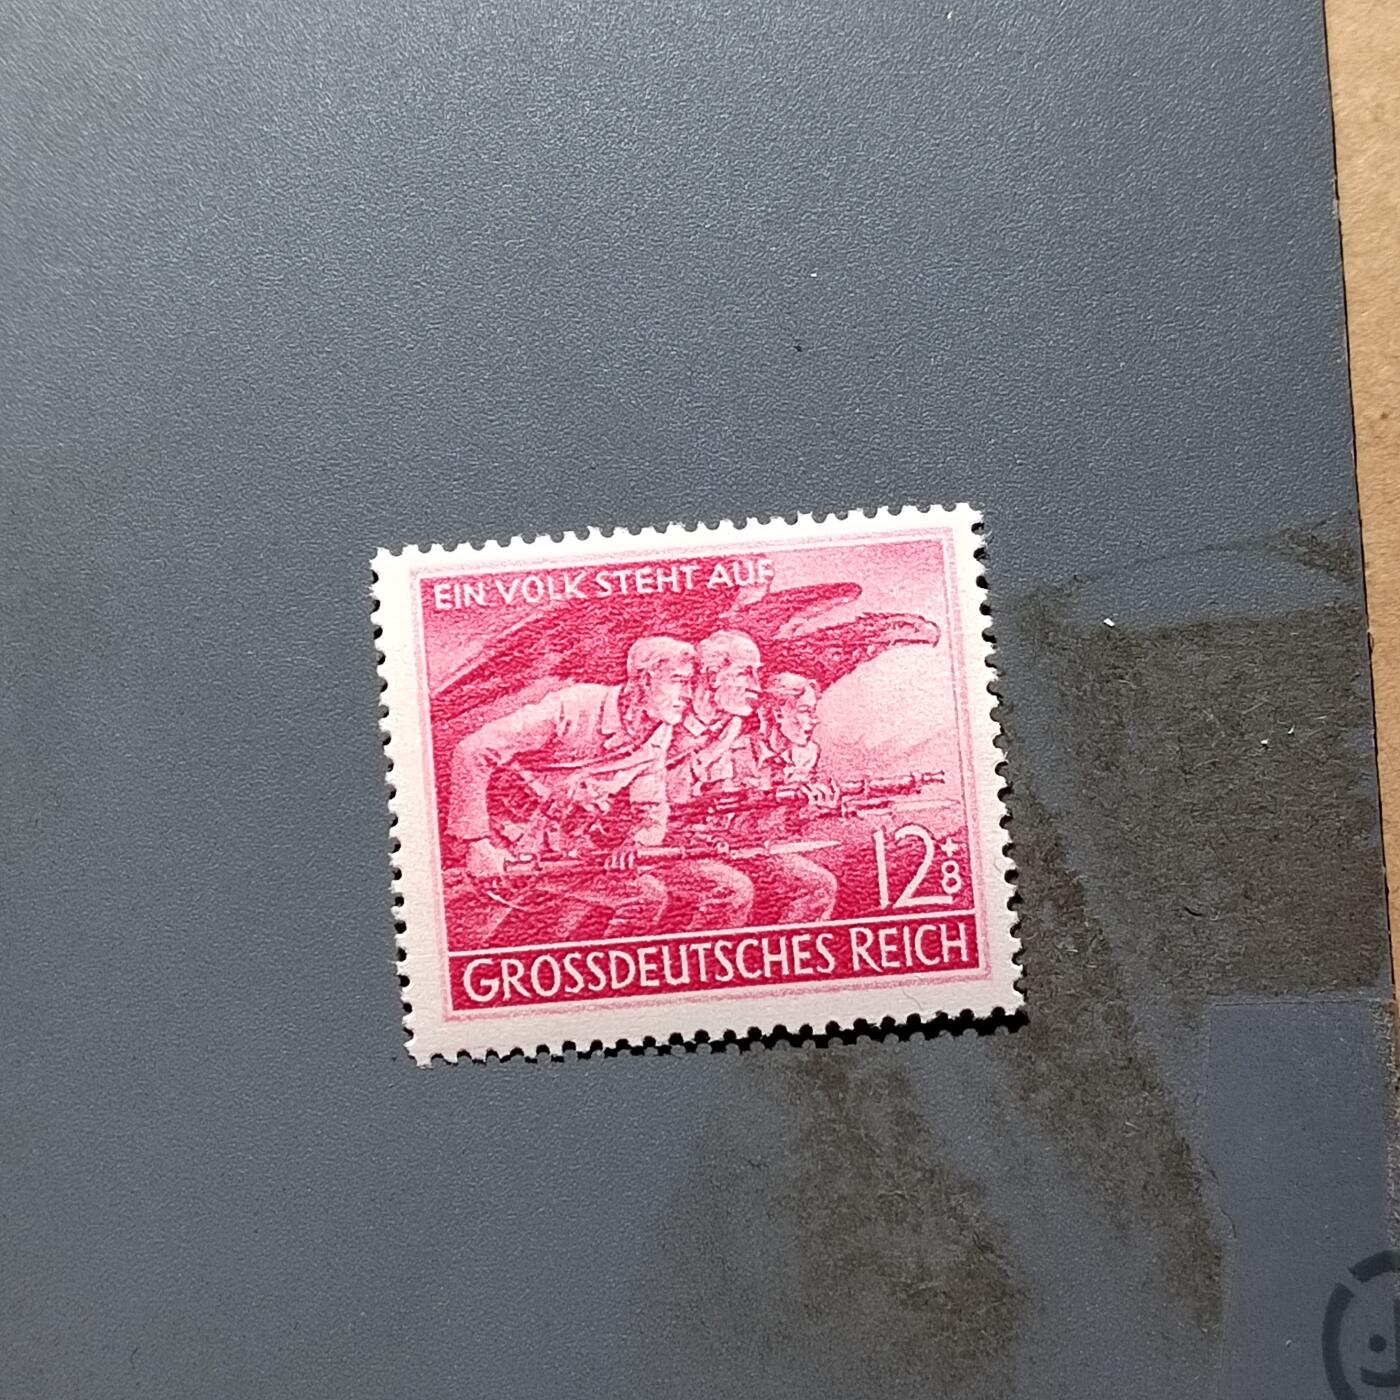 EIN VOLK STEHT AUF
12+8
GROSSDEUTSCHES REICH